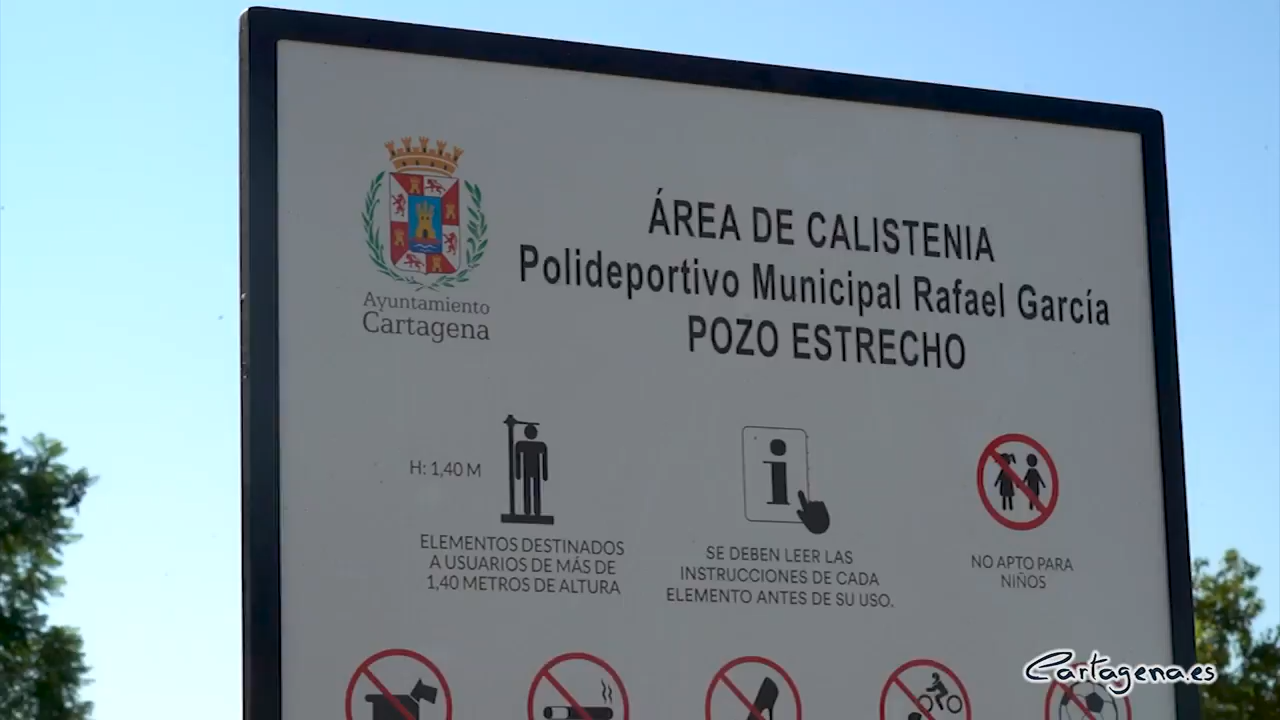 ÁREA DE CALISTENIA
Polideportivo Municipal Rafael García
POZO ESTRECHO
Ayuntamiento
Cartagena
H: 1,40 M
ELEMENTOS DESTINADOS
A USUARIOS DE MÁS DE
1,40 METROS DE ALTURA
SE DEBEN LEER LAS
INSTRUCCIONES DE CADA
ELEMENTO ANTES DE SU USO.
NO APTO PARA
NIÑOS
Cartagena.es